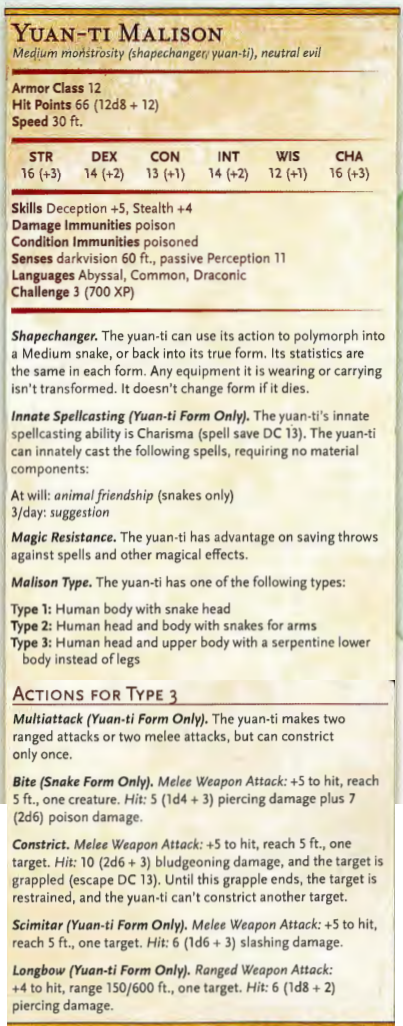 YUAN-TI MALISON
Medium monstrosity (shapechanger, yuan-ti), neutral evil
Armor Class 12
Hit Points 66 (12d8 + 12)
Speed 30 ft.
STR DEX CON INT WIS CHA
16 (+3) 14 (+2) 13 (+1) 14 (+2) 12 (+1) 16 (+3)
Skills Deception +5, Stealth +4
Damage Immunities poison
Condition Immunities poisoned
Senses darkvision 60 ft., passive Perception 11
Languages Abyssal, Common, Draconic
Challenge 3 (700 XP)
Shapechanger. The yuan-ti can use its action to polymorph into
a Medium snake, or back into its true form. Its statistics are
the same in each form. Any equipment it is wearing or carrying
isn't transformed. It doesn't change form if it dies.
Innate Spellcasting (Yuan-ti Form Only). The yuan-ti's innate
spellcasting ability is Charisma (spell save DC 13). The yuan-ti
can innately cast the following spells, requiring no material
components:
At will: animal friendship (snakes only)
3/day: suggestion
Magic Resistance. The yuan-ti has advantage on saving throws
against spells and other magical effects.
Malison Type. The yuan-ti has one of the following types:
Type 1: Human body with snake head
Type 2: Human head and body with snakes for arms
Type 3: Human head and upper body with a serpentine lower
body instead of legs
ACTIONS FOR TYPE 3
Multiattack (Yuan-ti Form Only). The yuan-ti makes two
ranged attacks or two melee attacks, but can constrict
only once.
Bite (Snake Form Only). Melee Weapon Attack: +5 to hit, reach
5 ft., one creature. Hit: 5 (1d4 + 3) piercing damage plus 7
(2d6) poison damage.
Constrict. Melee Weapon Attack: +5 to hit, reach 5 ft., one
target. Hit: 10 (2d6 + 3) bludgeoning damage, and the target is
grappled (escape DC 13). Until this grapple ends, the target is
restrained, and the yuan-ti can't constrict another target.
Scimitar (Yuan-ti Form Only). Melee Weapon Attack: +5 to hit,
reach 5 ft., one target. Hit: 6 (1d6 + 3) slashing damage.
Longbow (Yuan-ti Form Only). Ranged Weapon Attack:
+4 to hit, range 150/600 ft., one target. Hit: 6 (1d8 + 2)
piercing damage.